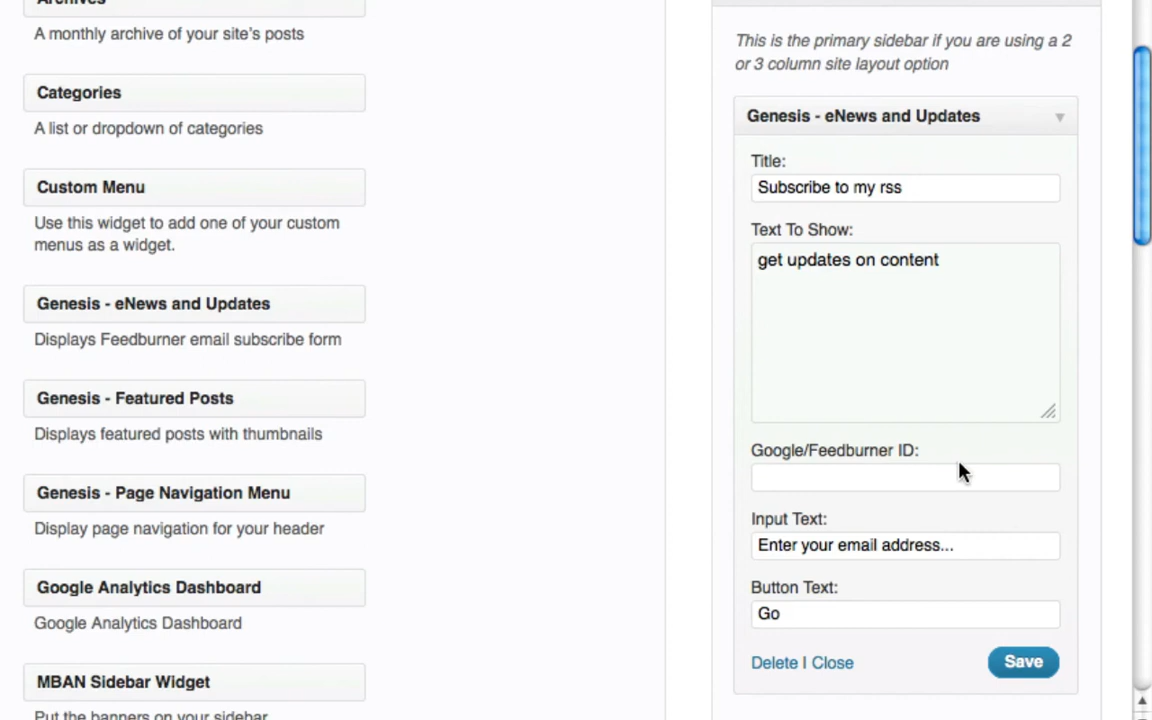 Archives
A monthly archive of your site's posts
Categories
A list or dropdown of categories
Custom Menu
Use this widget to add one of your custom
menus as a widget.
Genesis - eNews and Updates
Displays Feedburner email subscribe form
Genesis - Featured Posts
Displays featured posts with thumbnails
Genesis - Page Navigation Menu
Display page navigation for your header
Google Analytics Dashboard
Google Analytics Dashboard
MBAN Sidebar Widget
Put the banners on your sidebar
This is the primary sidebar if you are using a 2
or 3 column site layout option
Genesis - eNews and Updates
Title:
Subscribe to my rss
Text To Show:
get updates on content
Google/Feedburner ID:
Input Text:
Enter your email address...
Button Text:
Go
Delete | Close
Save